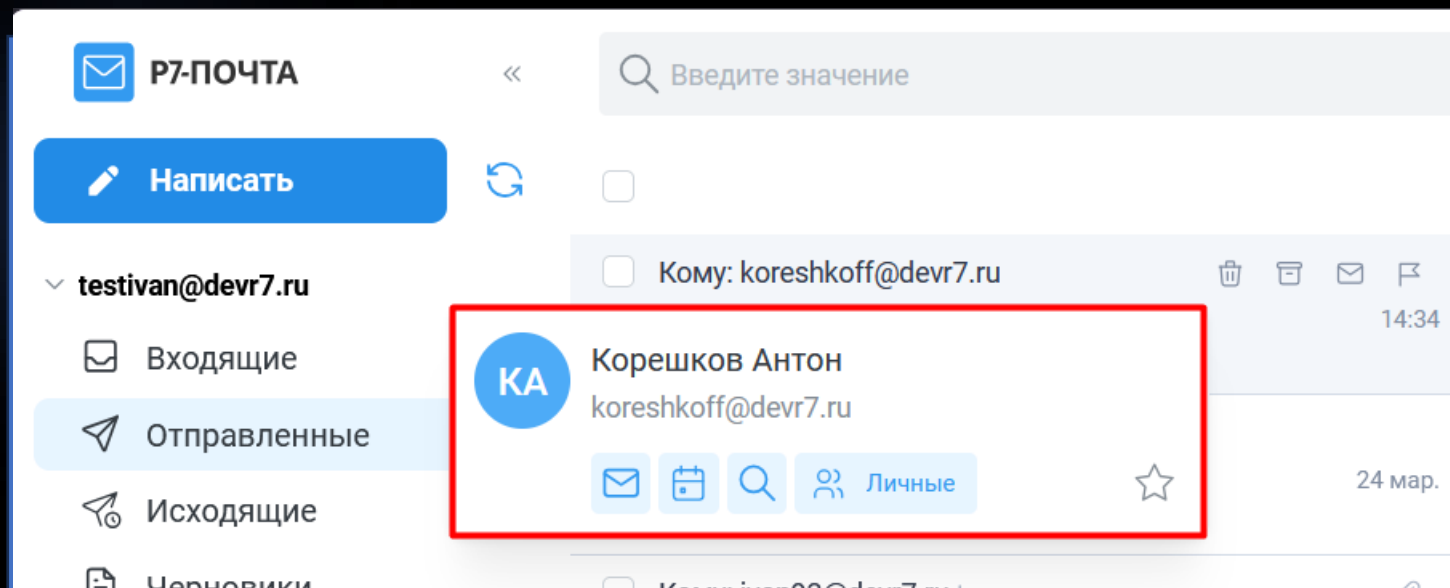 Р7-ПОЧТА
Введите значение
Написать
testivan@devr7.ru
Кому: koreshkoff@devr7.ru
14:34
Входящие
Корешков Антон
КА
koreshkoff@devr7.ru
Отправленные
Личные
24 мар.
Исходящие
Черновики